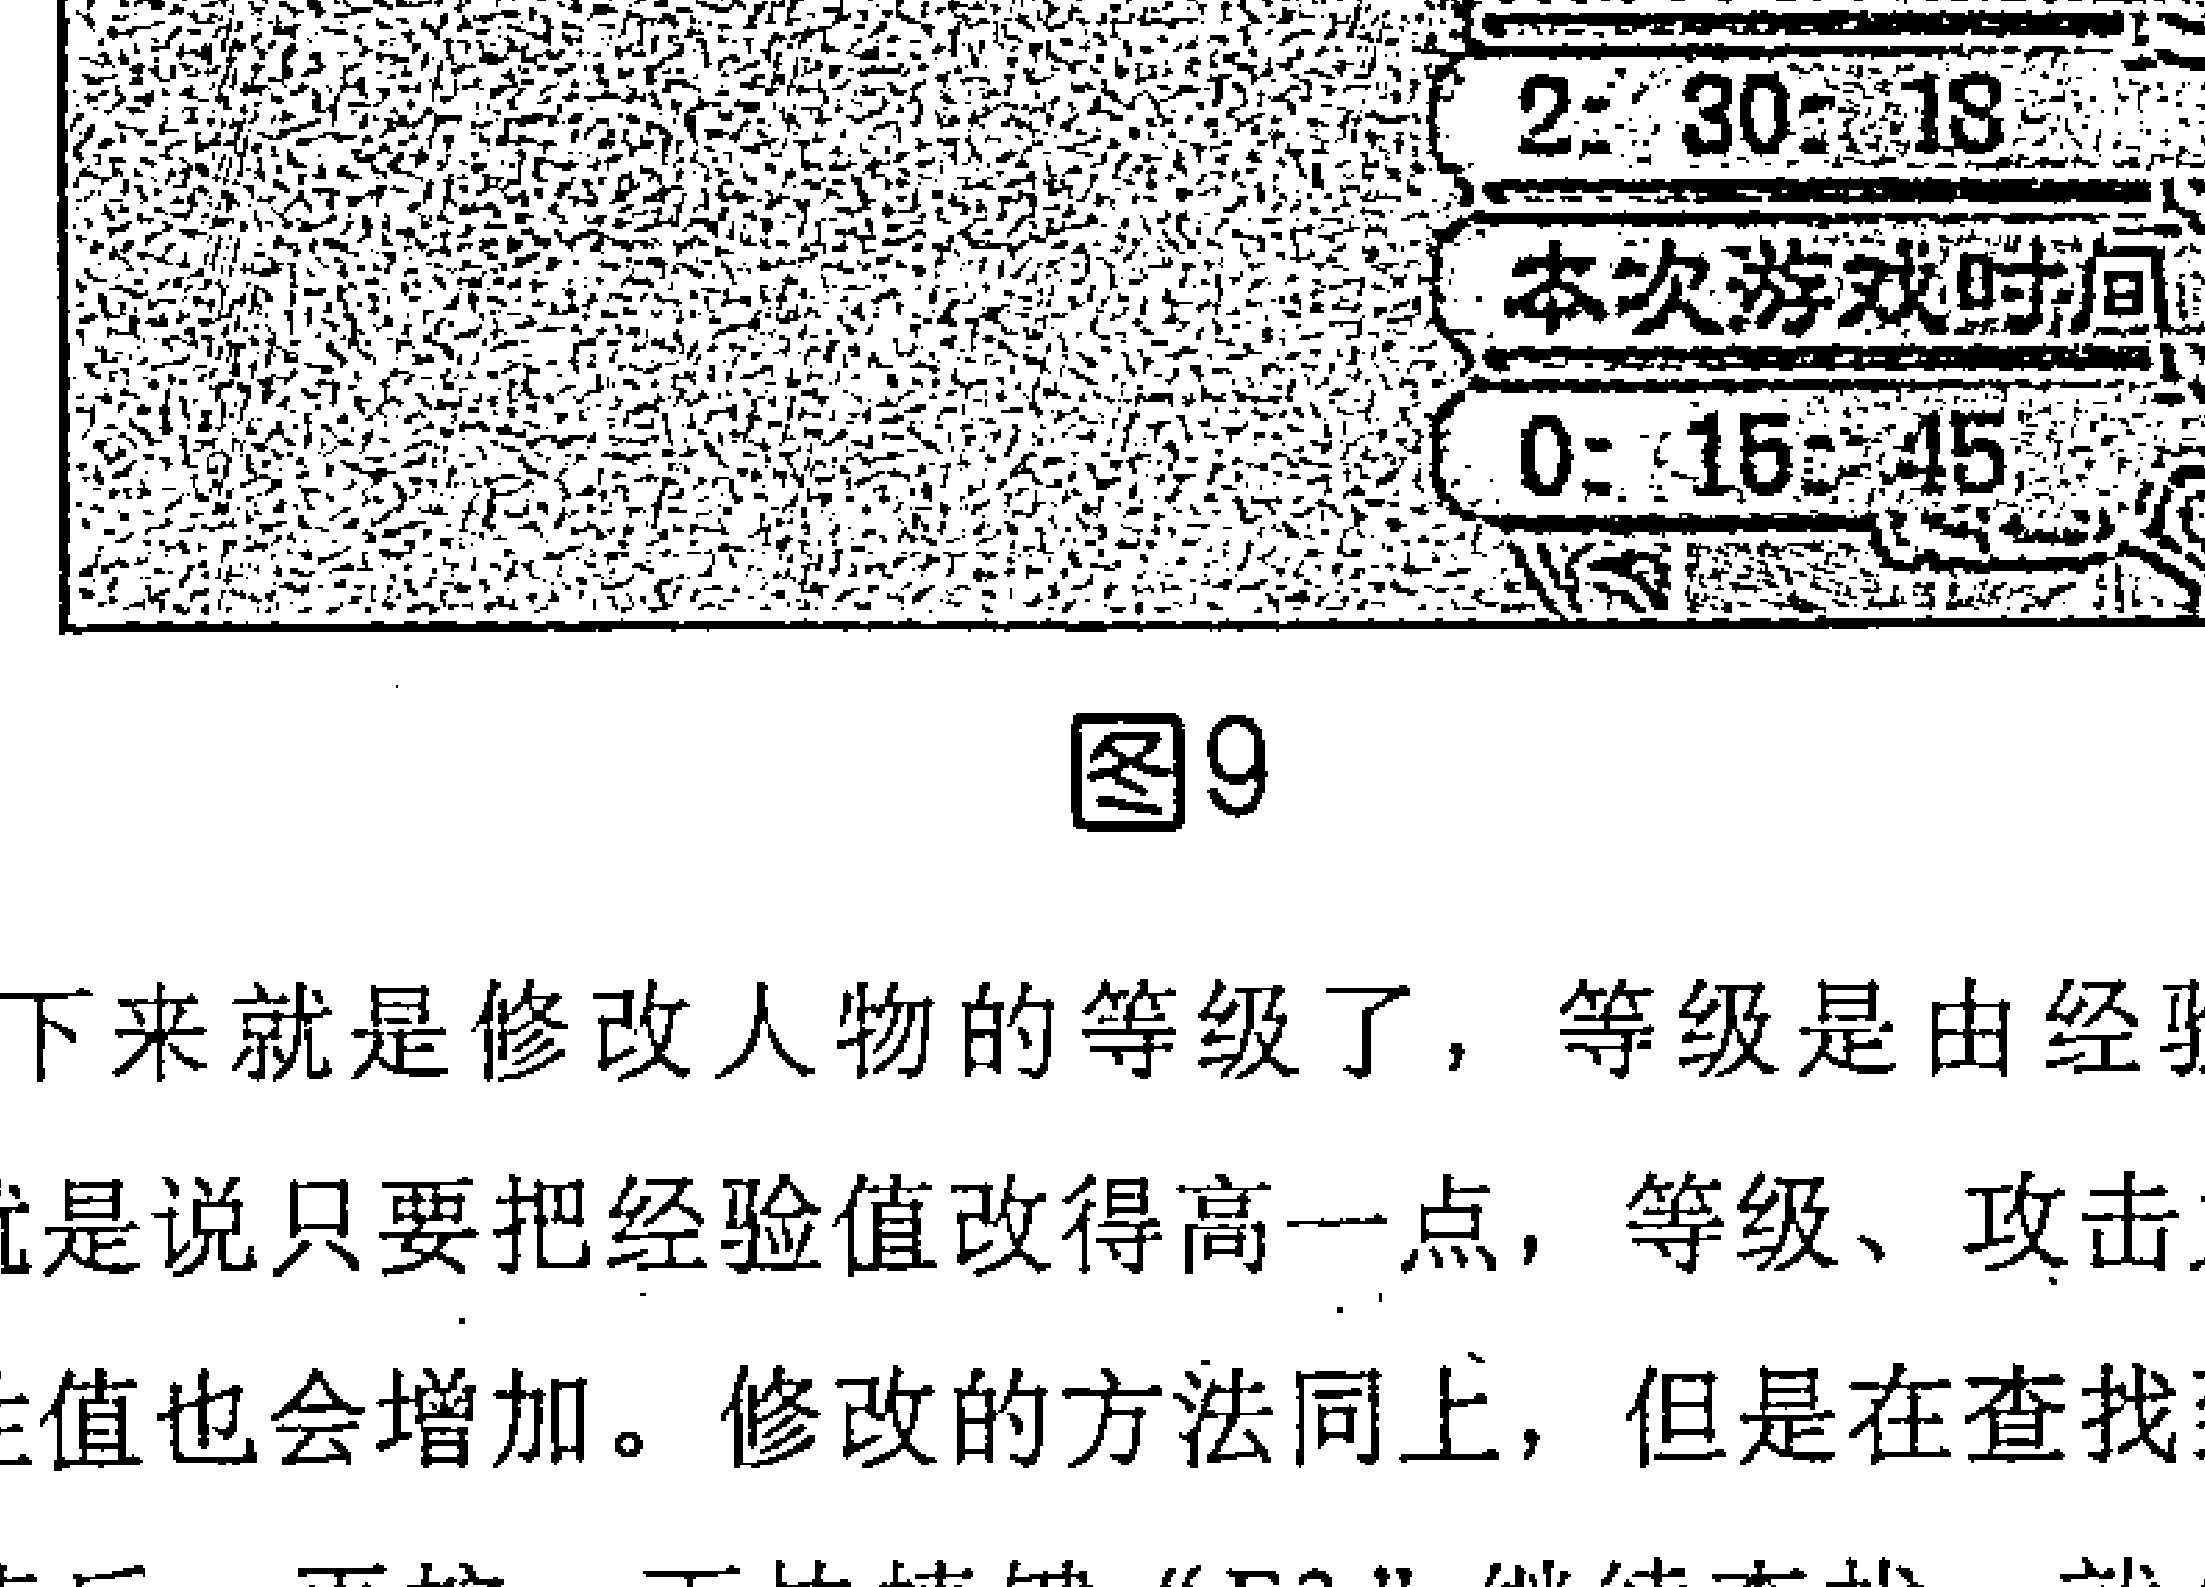 2: 30: 18
本次游戏时间
0: 15: 45
图9
下来就是修改人物的等级了，等级是由经验
就是说只要把经验值改得高一点，等级、攻击
值也会增加。修改的方法同上，但是在查找